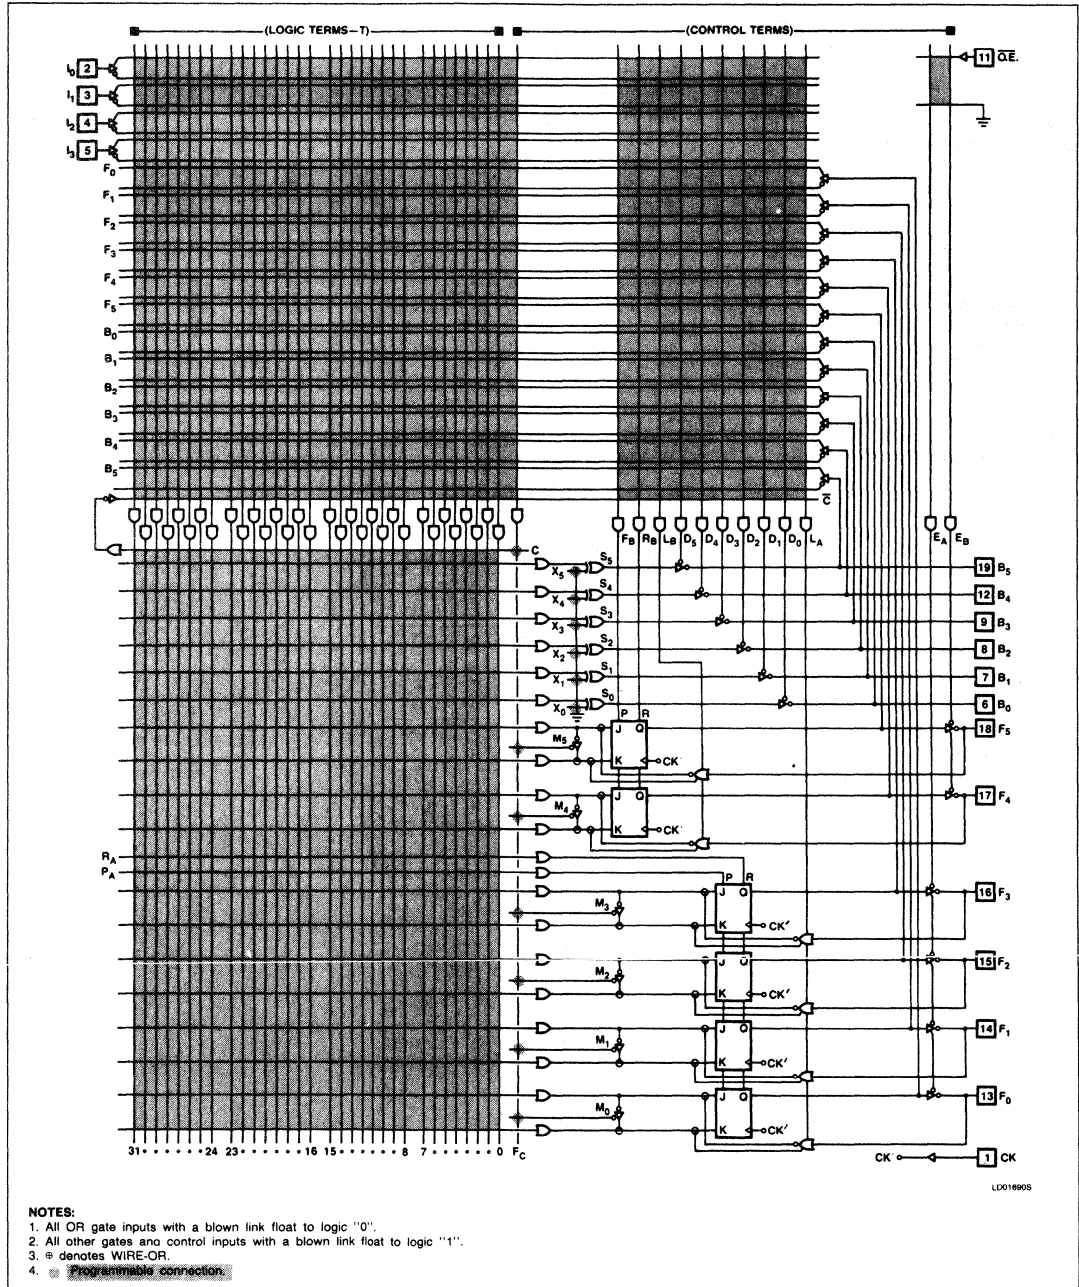 (LOGIC TERMS—T)
(CONTROL TERMS)
I0 2
11 O.E.
I1 3
I2 4
I3 5
F0
F1
F2
F3
F4
F5
B0
B1
B2
B3
B4
B5
C
FB RB LB D5 D4 D3 D2 D1 D0 LA EA EB
C
X5 S5 19 B5
X4 S4 12 B4
X3 S3 9 B3
X2 S2 8 B2
X1 S1 7 B1
X0 S0 6 B0
P R
J Q 18 F5
M5
K CK
J Q 17 F4
M4
K CK'
RA
PA
P R
J Q 16 F3
M3
K CK'
J Q 15 F2
M2
K CK'
J Q 14 F1
M1
K CK'
J Q 13 F0
M0
K CK'
31 24 23 16 15 8 7 0 FC
CK' 1 CK
LD01690S
NOTES:
1. All OR gate inputs with a blown link float to logic "0".
2. All other gates and control inputs with a blown link float to logic "1".
3. ⊕ denotes WIRE-OR.
4. Programmable connection.